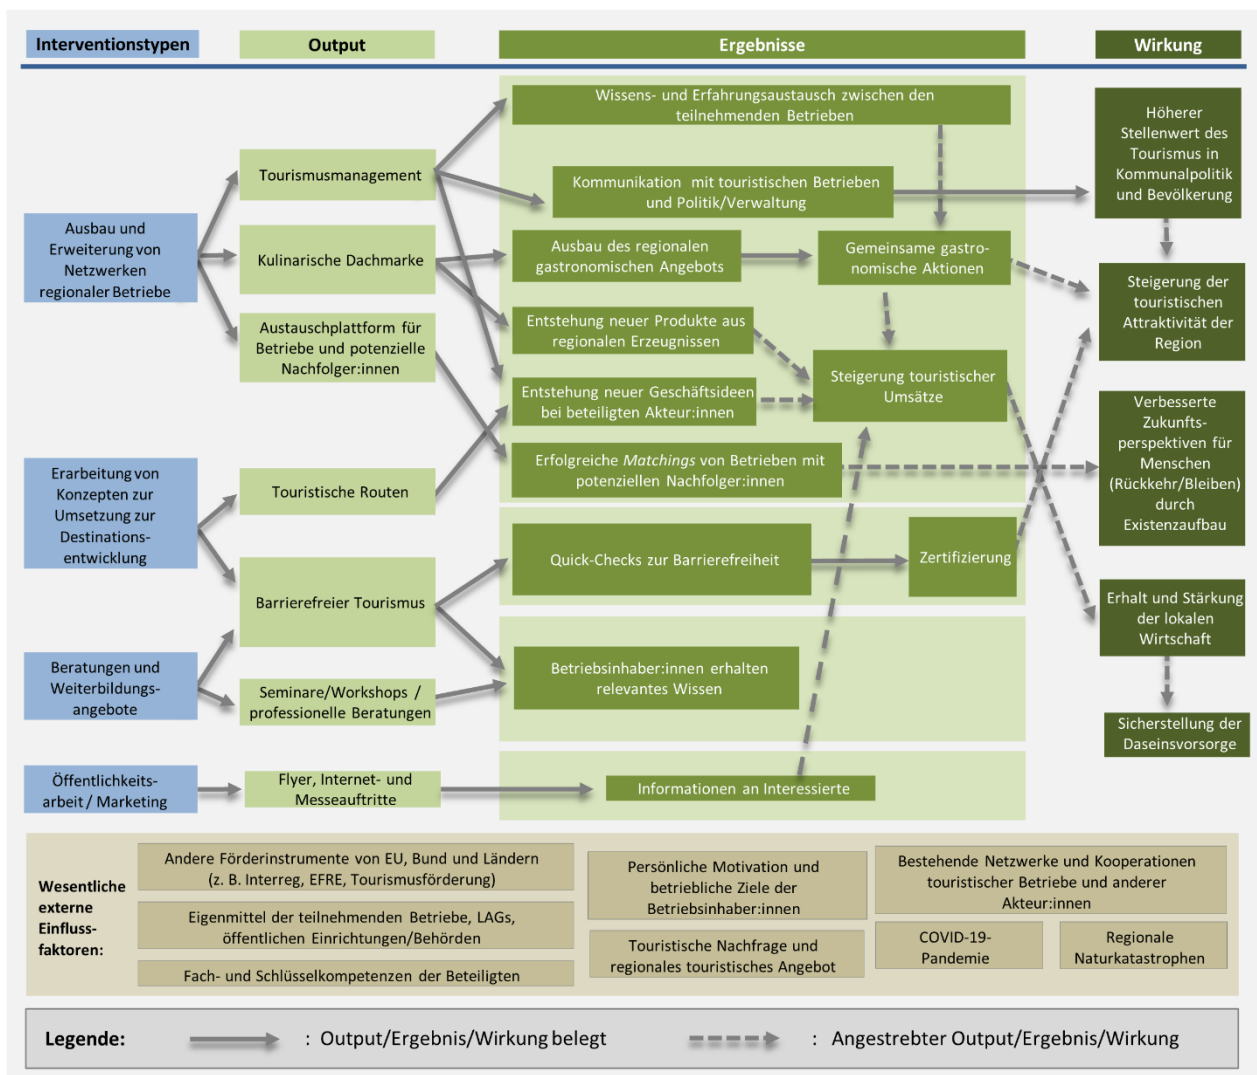 Interventionstypen
Output
Ergebnisse
Wirkung
Ausbau und
Erweiterung von
Netzwerken
regionaler Betriebe
Erarbeitung von
Konzepten zur
Umsetzung zur
Destinations-
entwicklung
Beratungen und
Weiterbildungs-
angebote
Öffentlichkeits-
arbeit / Marketing
Tourismusmanagement
Kulinarische Dachmarke
Austauschplattform für
Betriebe und potenzielle
Nachfolger:innen
Touristische Routen
Barrierefreier Tourismus
Seminare/Workshops /
professionelle Beratungen
Flyer, Internet- und
Messeauftritte
Wissens- und Erfahrungsaustausch zwischen den
teilnehmenden Betrieben
Kommunikation mit touristischen Betrieben
und Politik/Verwaltung
Ausbau des regionalen
gastronomischen Angebots
Gemeinsame gastro-
nomische Aktionen
Entstehung neuer Produkte aus
regionalen Erzeugnissen
Steigerung touristischer
Umsätze
Entstehung neuer Geschäftsideen
bei beteiligten Akteur:innen
Erfolgreiche Matchings von Betrieben mit
potenziellen Nachfolger:innen
Quick-Checks zur Barrierefreiheit
Zertifizierung
Betriebsinhaber:innen erhalten
relevantes Wissen
Informationen an Interessierte
Höherer
Stellenwert des
Tourismus in
Kommunalpolitik
und Bevölkerung
Steigerung der
touristischen
Attraktivität der
Region
Verbesserte
Zukunfts-
perspektiven für
Menschen
(Rückkehr/Bleiben)
durch
Existenzaufbau
Erhalt und Stärkung
der lokalen
Wirtschaft
Sicherstellung der
Daseinsvorsorge
Wesentliche
externe
Einfluss-
faktoren:
Andere Förderinstrumente von EU, Bund und Ländern
(z. B. Interreg, EFRE, Tourismusförderung)
Eigenmittel der teilnehmenden Betriebe, LAGs,
öffentlichen Einrichtungen/Behörden
Fach- und Schlüsselkompetenzen der Beteiligten
Persönliche Motivation und
betriebliche Ziele der
Betriebsinhaber:innen
Touristische Nachfrage und
regionales touristisches Angebot
Bestehende Netzwerke und Kooperationen
touristischer Betriebe und anderer
Akteur:innen
COVID-19-
Pandemie
Regionale
Naturkatastrophen
Legende:
: Output/Ergebnis/Wirkung belegt
: Angestrebter Output/Ergebnis/Wirkung